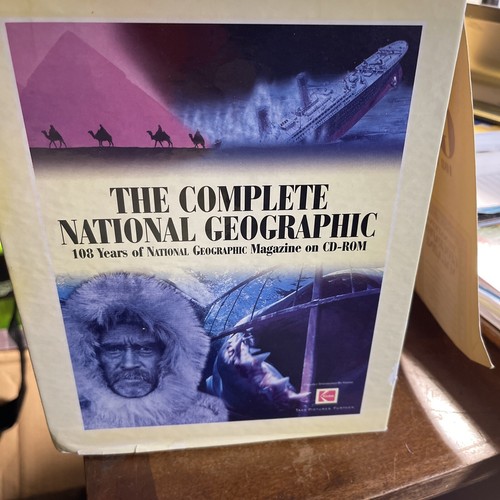 THE COMPLETE
NATIONAL GEOGRAPHIC
108 Years of NATIONAL GEOGRAPHIC Magazine on CD-ROM